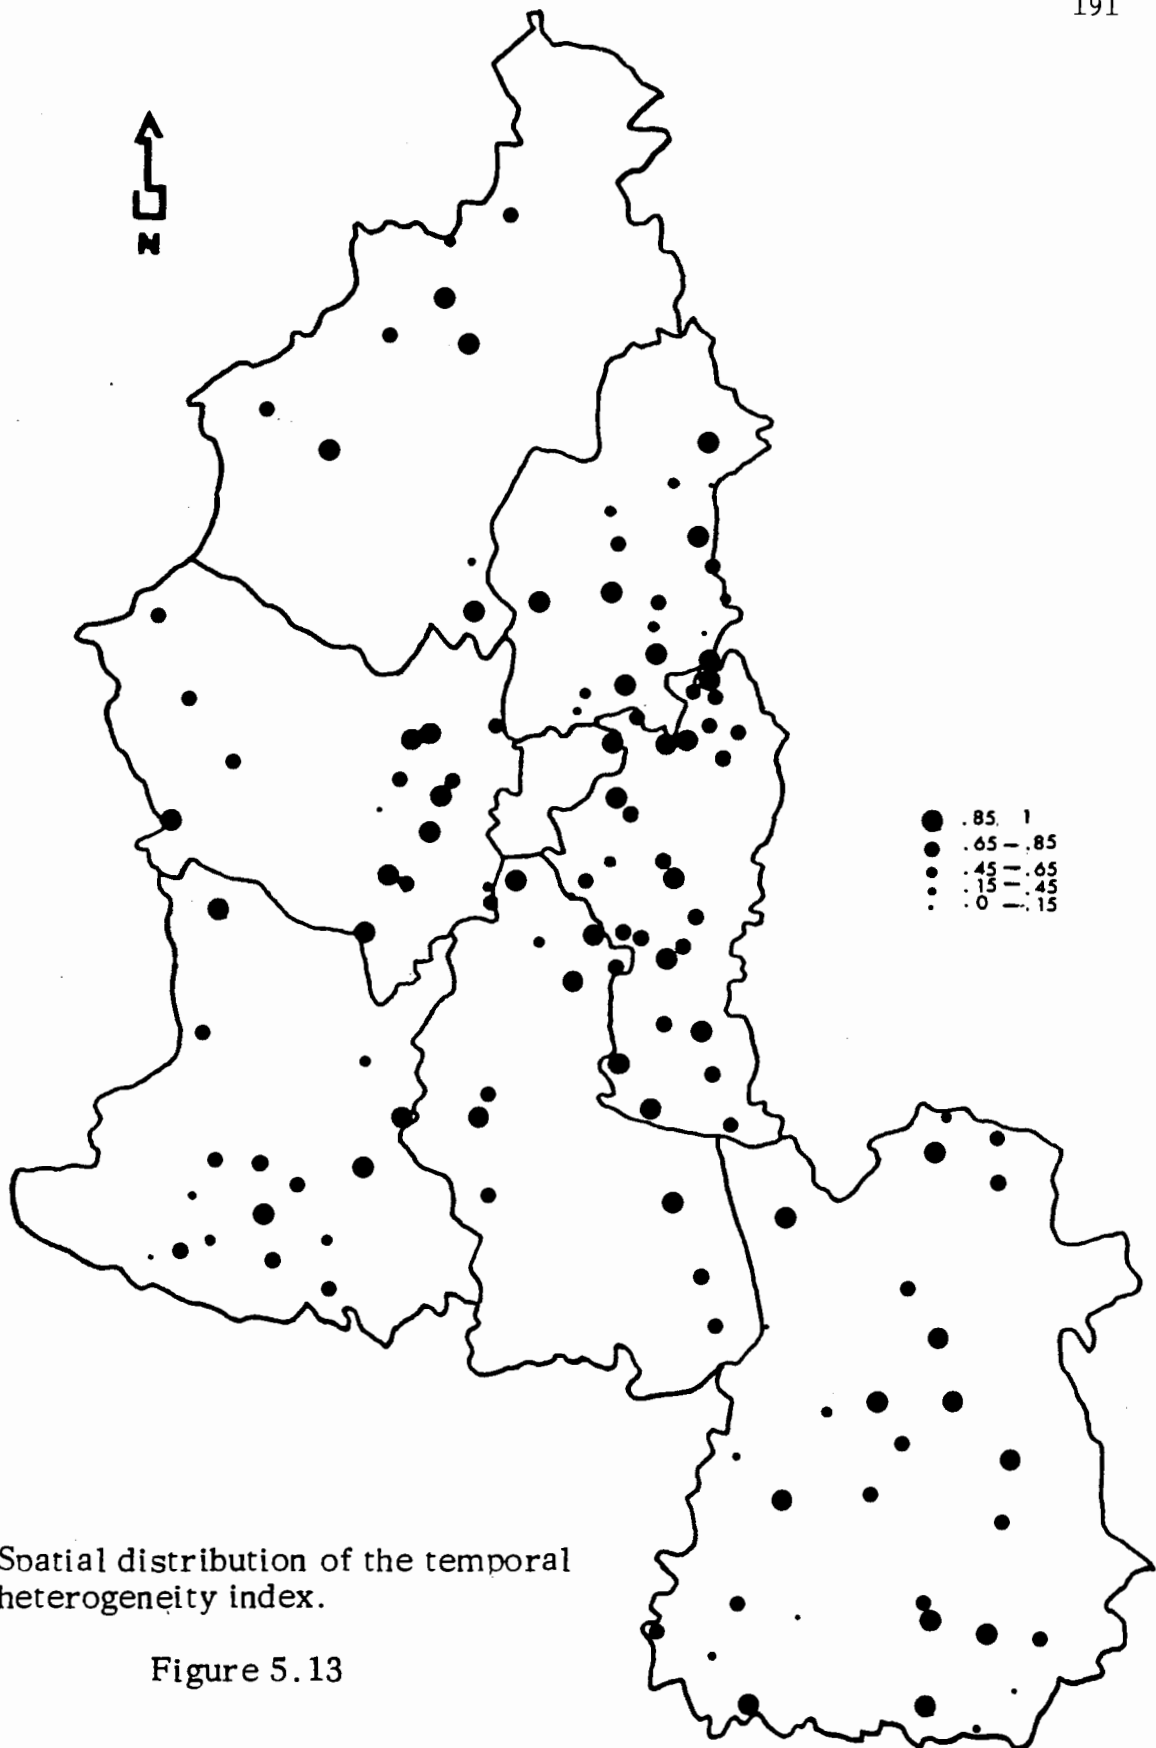 191
N
.85, 1
.65 – .85
.45 – .65
.15 – .45
.0 – .15
Spatial distribution of the temporal
heterogeneity index.
Figure 5.13